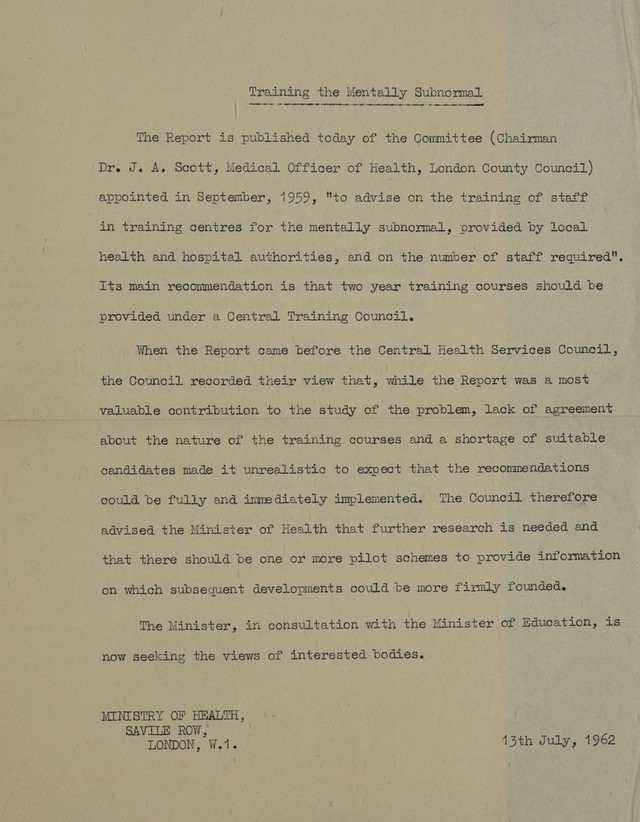 Training the Mentally Subnormal
The Report is published today of the Committee (Chairman
Dr. J. A. Scott, Medical Officer of Health, London County Council)
appointed in September, 1959, "to advise on the training of staff
in training centres for the mentally subnormal, provided by local
health and hospital authorities, and on the number of staff required".
Its main recommendation is that two year training courses should be
provided under a Central Training Council.
When the Report came before the Central Health Services Council,
the Council recorded their view that, while the Report was a most
valuable contribution to the study of the problem, lack of agreement
about the nature of the training courses and a shortage of suitable
candidates made it unrealistic to expect that the recommendations
could be fully and immediately implemented. The Council therefore
advised the Minister of Health that further research is needed and
that there should be one or more pilot schemes to provide information
on which subsequent developments could be more firmly founded.
The Minister, in consultation with the Minister of Education, is
now seeking the views of interested bodies.
MINISTRY OF HEALTH,
SAVILE ROW,
LONDON, W.1.
13th July, 1962